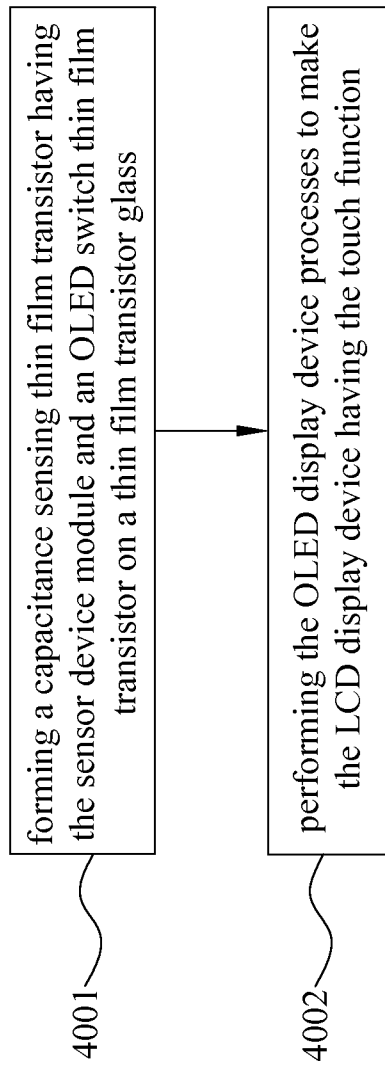 forming a capacitance sensing thin film transistor having
the sensor device module and an OLED switch thin film
transistor on a thin film transistor glass
4001
performing the OLED display device processes to make
the LCD display device having the touch function
4002